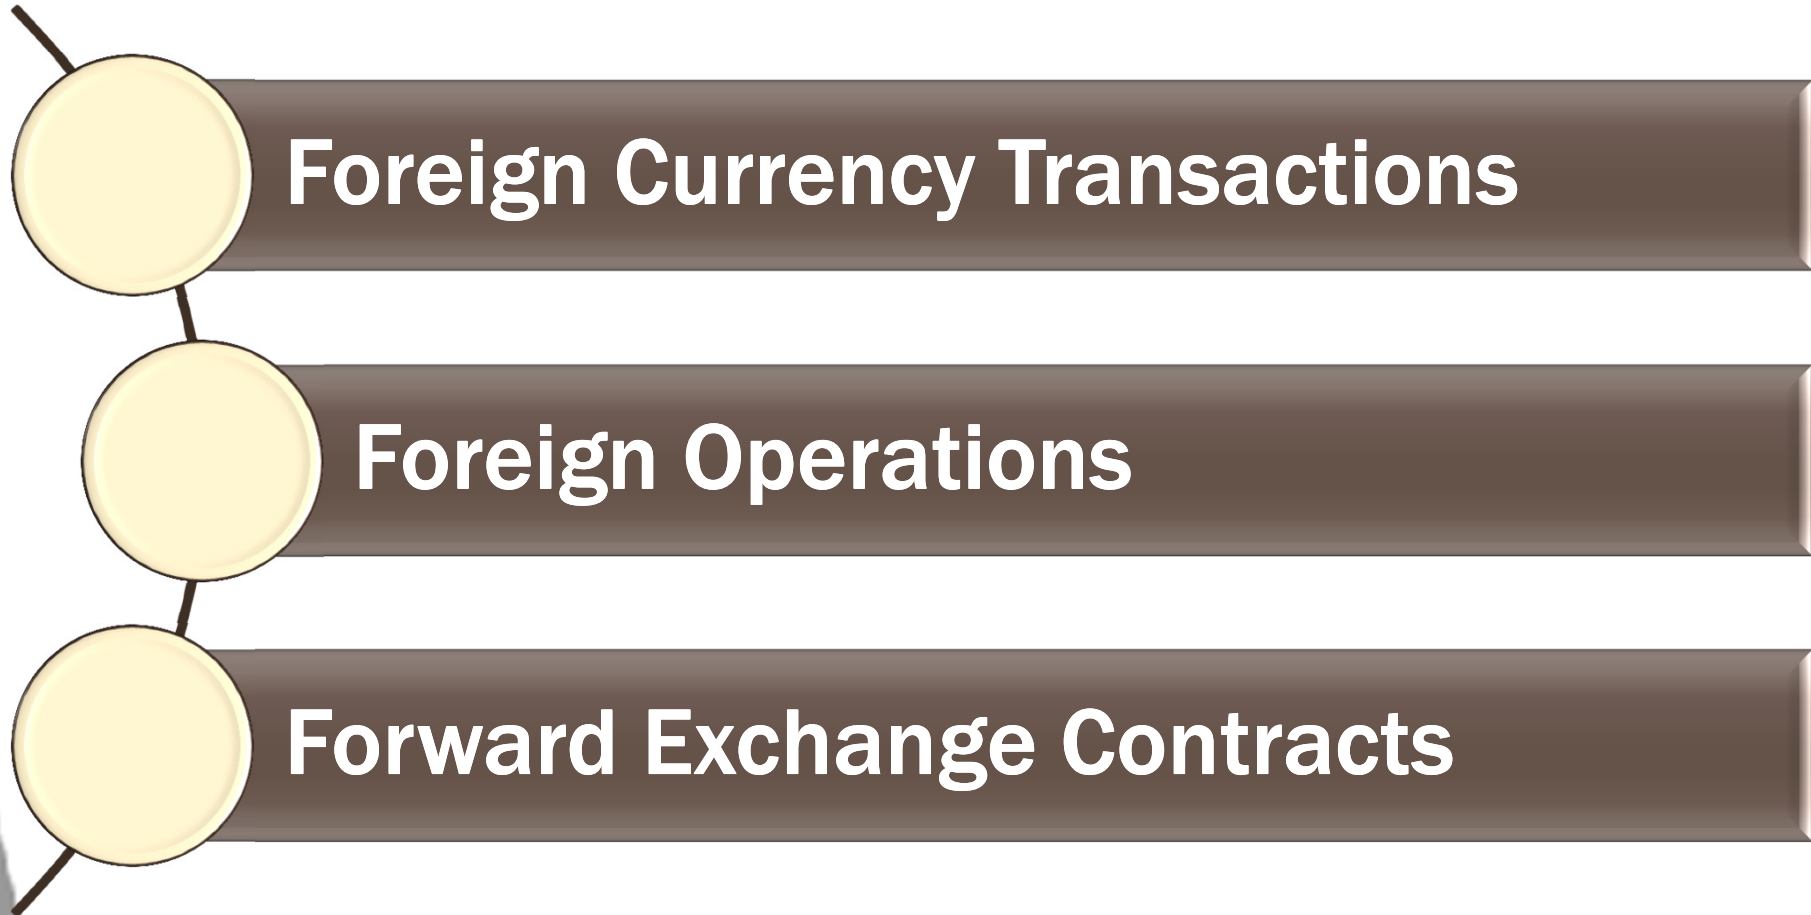 Foreign Currency Transactions
Foreign Operations
Forward Exchange Contracts